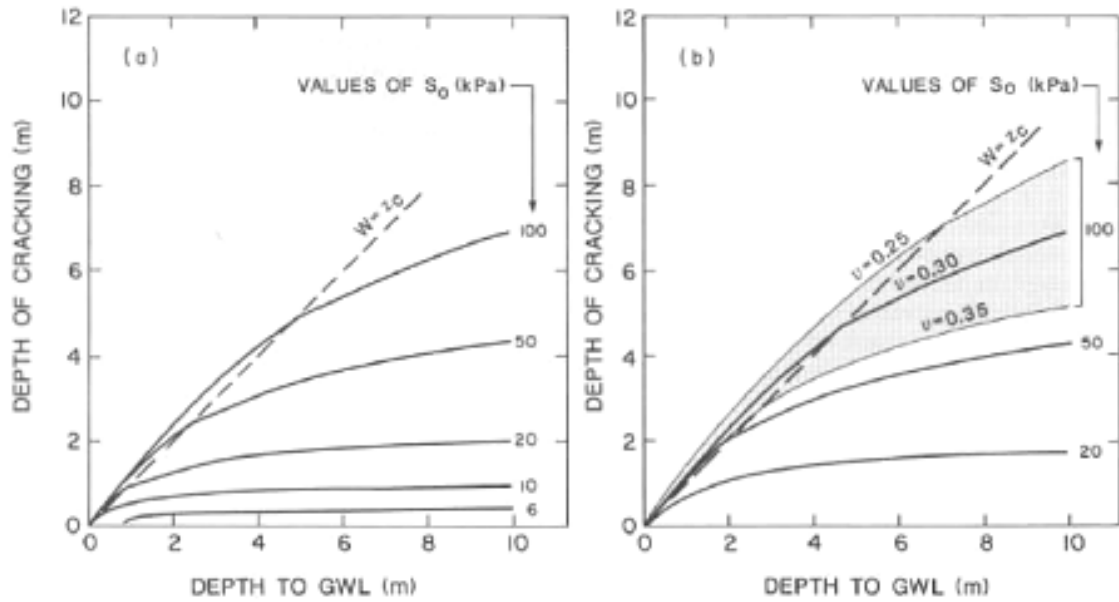 (a)
VALUES OF S0 (kPa)
12
10
8
6
4
2
0
DEPTH OF CRACKING (m)
W=zc
100
50
20
10
6
0 2 4 6 8 10
DEPTH TO GWL (m)
(b)
VALUES OF S0 (kPa)
12
10
8
6
4
2
0
DEPTH OF CRACKING (m)
W=zc
υ=0.25
υ=0.30
υ=0.35
100
50
20
0 2 4 6 8 10
DEPTH TO GWL (m)